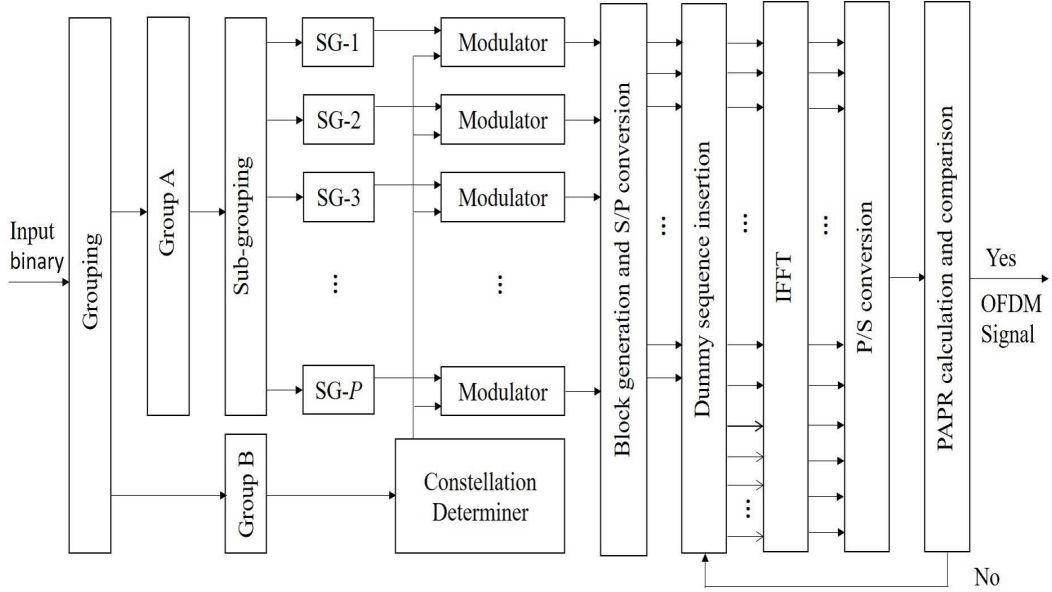 Input
binary
Grouping
Group A
Sub-grouping
SG-1
SG-2
SG-3
...
SG-P
Group B
Modulator
Modulator
Modulator
...
Modulator
Constellation
Determiner
Block generation and S/P conversion
...
Dummy sequence insertion
...
...
IFFT
...
P/S conversion
PAPR calculation and comparison
Yes
OFDM
Signal
No